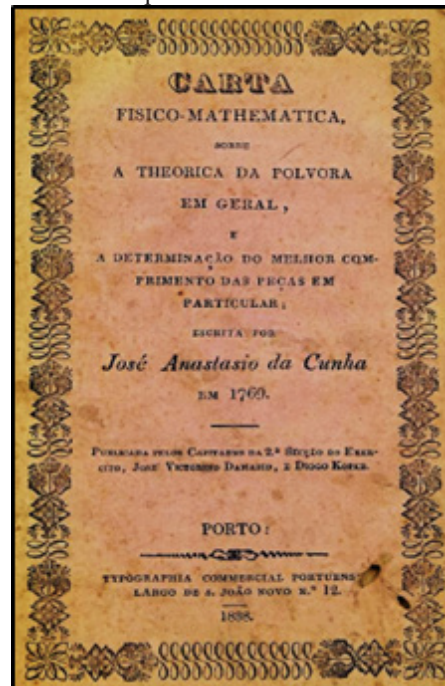 CARTA
FISICO-MATHEMATICA,
SOBRE
A THEORICA DA POLVORA
EM GERAL,
E
A DETERMINAÇÃO DO MELHOR COM-
PRIMENTO DAS PEÇAS EM
PARTICULAR;
ESCRITA POR
José Anastasio da Cunha
EM 1769.
PUBLICADA PELOS CAPITAENS DA 2.ª SECÇÃO DO EXER-
CITO, JOSÉ VICTORINO DAMASIO, E DIOGO KOPKE.
PORTO:
TYPOGRAPHIA COMMERCIAL PORTUENSE
LARGO DE S. JOÃO NOVO N.º 12.
1838.